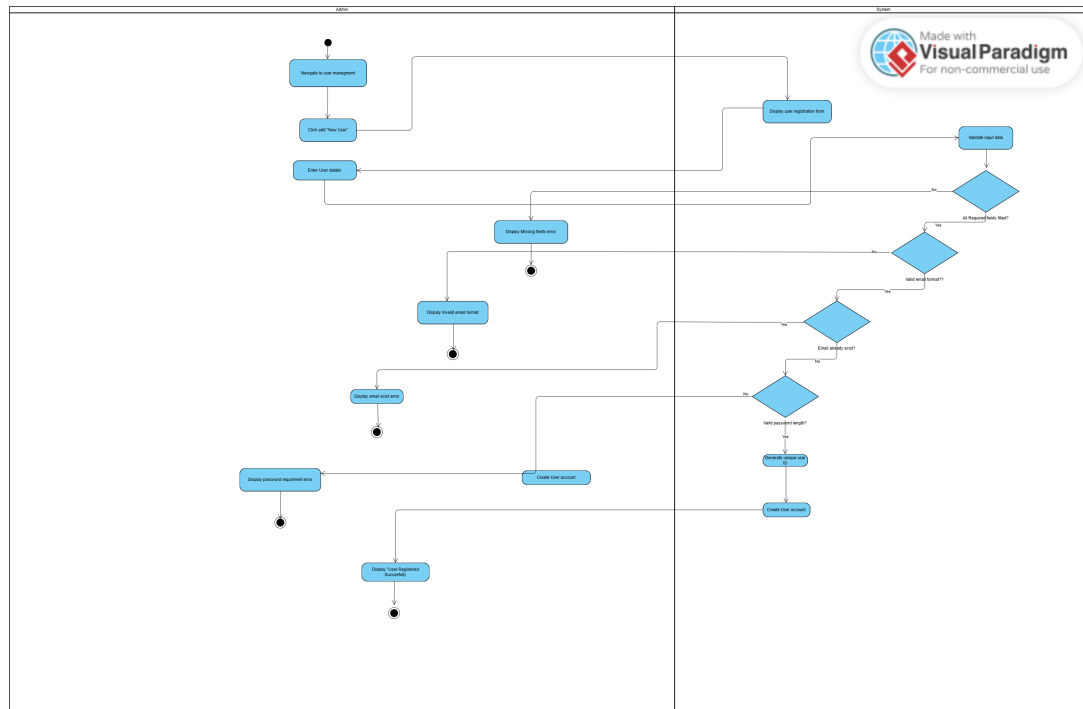 Admin
System
Made with
Visual Paradigm
For non-commercial use
Navigate to user managment
Display user registration form
Click add "New User"
Validate input data
Enter User details
No
All Required fields filled?
Yes
Display Missing fields error
No
Valid email format??
Yes
Dispay Invalid email format
Yes
Email already exist?
No
Display email exid error
No
Valid password length?
Yes
Generate unique user
ID
Display password requirment error
Create User account
Create User account
Display "User Registered
Succuefully